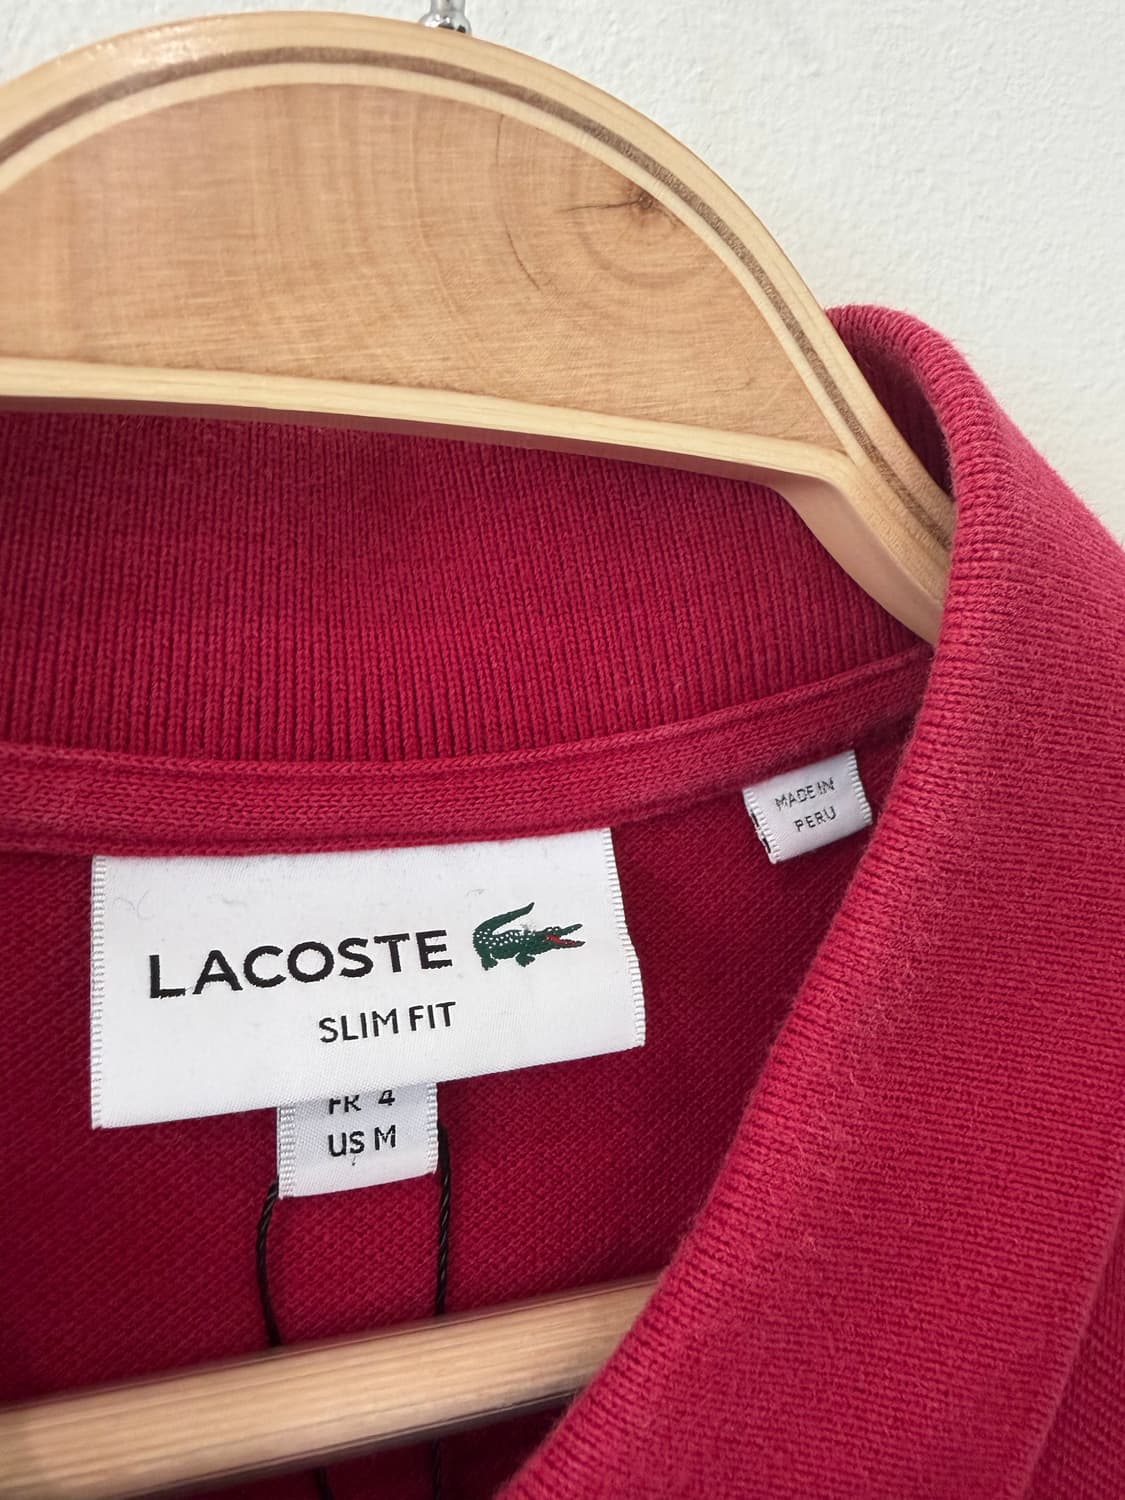 MADE IN
PERU
LACOSTE
SLIM FIT
FR 4
US M